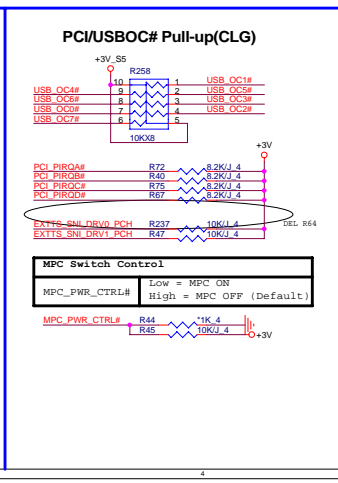 PCI/USBOC# Pull-up(CLG)
+3V_S5
R258
10 1 USB_OC1#
USB_OC4# 9 2 USB_OC5#
USB_OC6# 8 3 USB_OC3#
USB_OC0# 7 4 USB_OC2#
USB_OC7# 6 5
10KX8
+3V
PCI_PIRQA# R72 8.2K/J_4
PCI_PIRQB# R40 8.2K/J_4
PCI_PIRQC# R75 8.2K/J_4
PCI_PIRQD# R67 8.2K/J_4
EXTTS_SNI_DRV0_PCH R237 10K/J_4 DEL R64
EXTTS_SNI_DRV1_PCH R47 10K/J_4
MPC Switch Control
MPC_PWR_CTRL# Low = MPC ON
High = MPC OFF (Default)
MPC_PWR_CTRL# R44 *1K_4
R45 10K/J_4 +3V
4